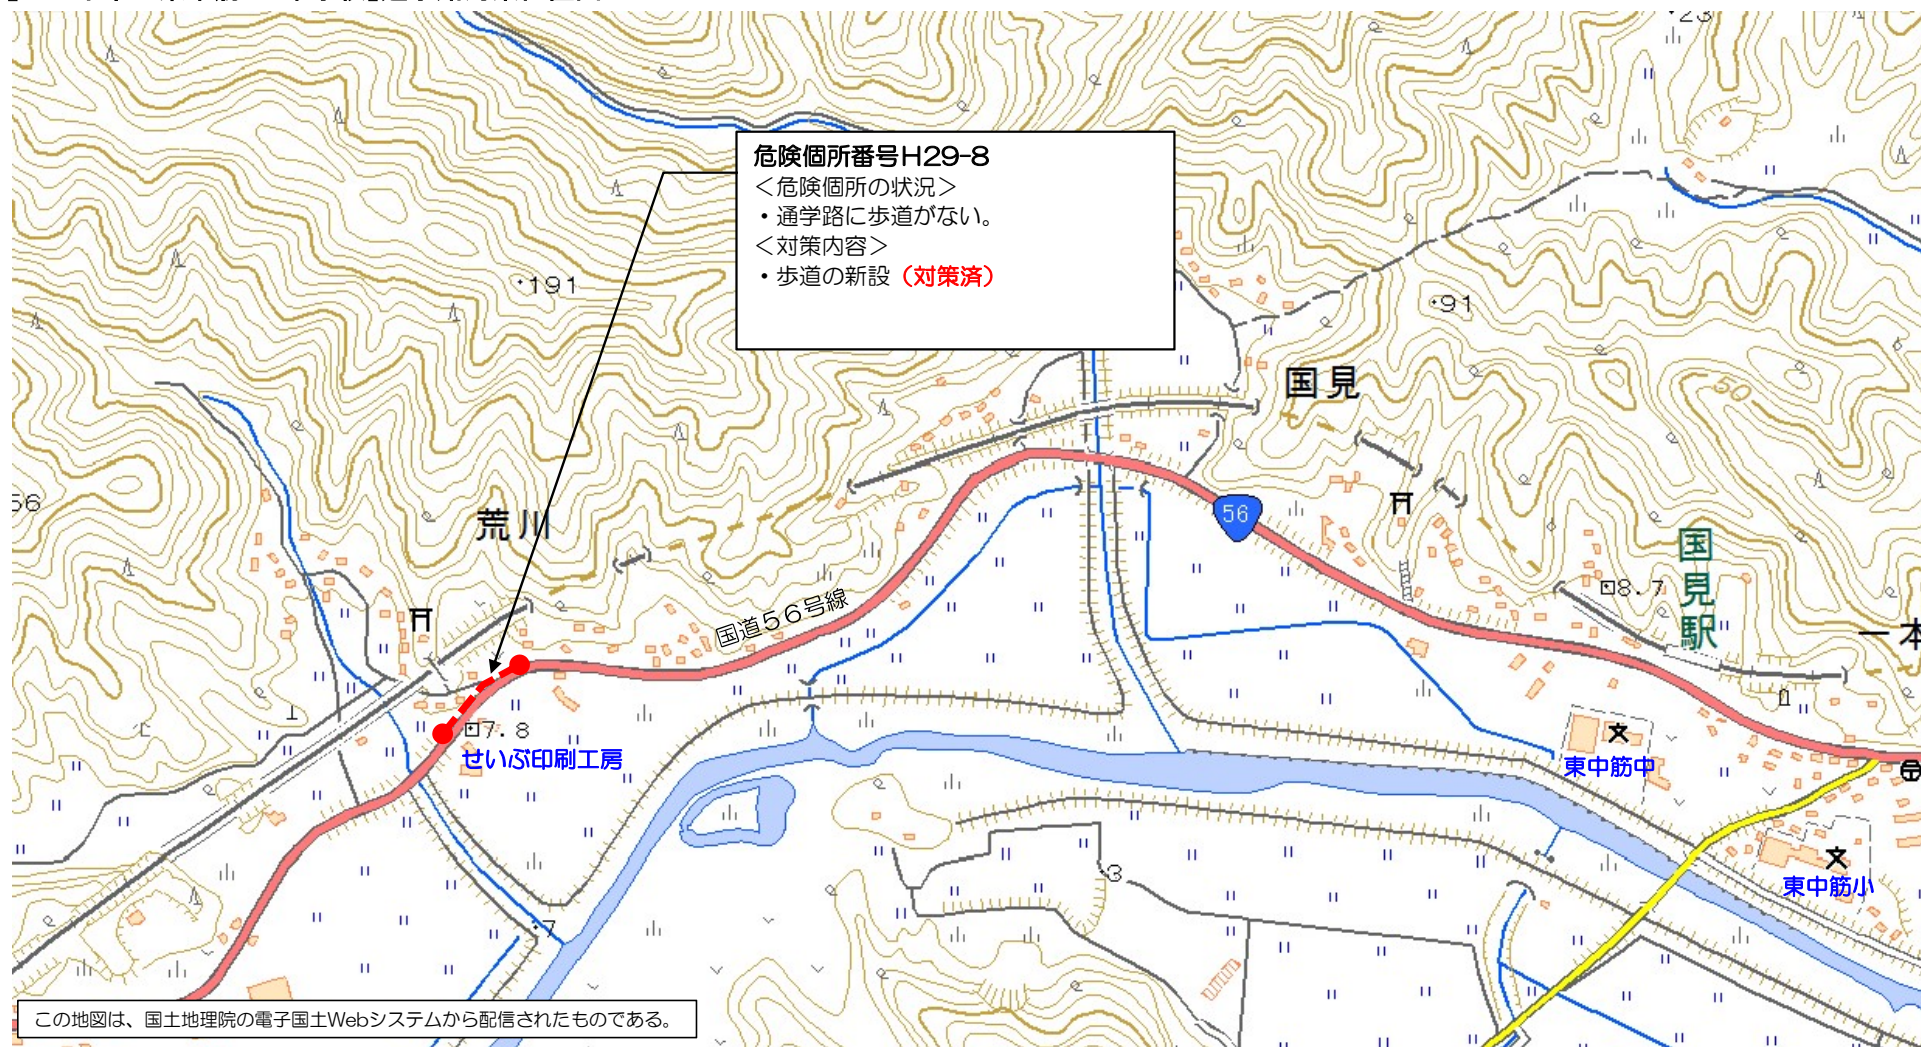 23
危険個所番号H29-8
＜危険個所の状況＞
・通学路に歩道がない。
＜対策内容＞
・歩道の新設（対策済）
191
91
国見
50
56
56
荒川
国見駅
8.7
国道56号線
一本
7.8
せいぶ印刷工房
東中筋中
東中筋小
3
7
この地図は、国土地理院の電子国土Webシステムから配信されたものである。